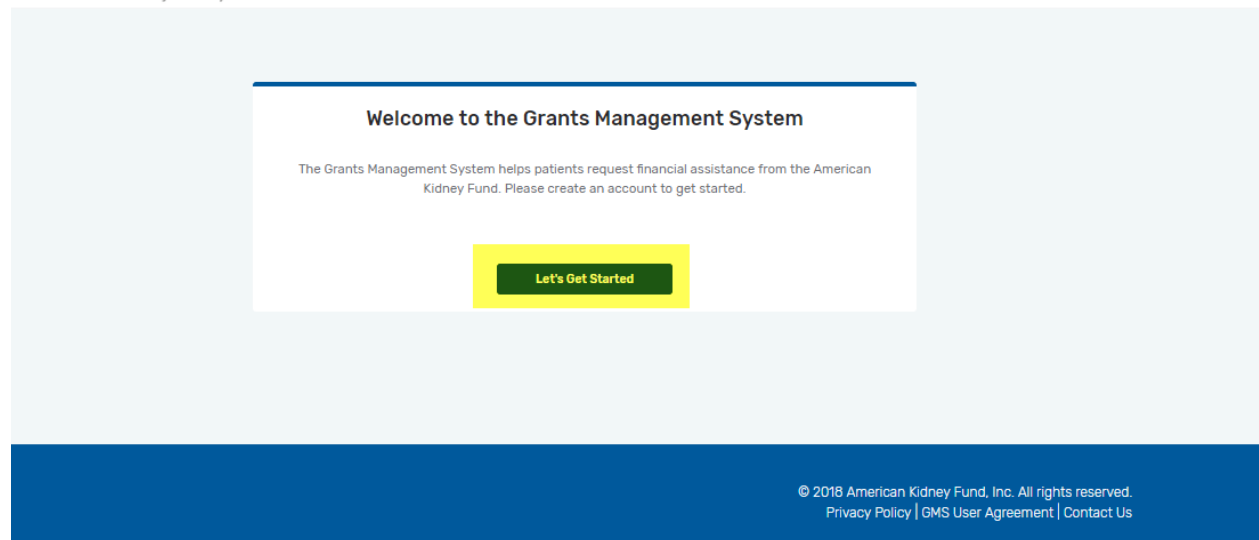 Welcome to the Grants Management System
The Grants Management System helps patients request financial assistance from the American
Kidney Fund. Please create an account to get started.
Let's Get Started
© 2018 American Kidney Fund, Inc. All rights reserved.
Privacy Policy | GMS User Agreement | Contact Us